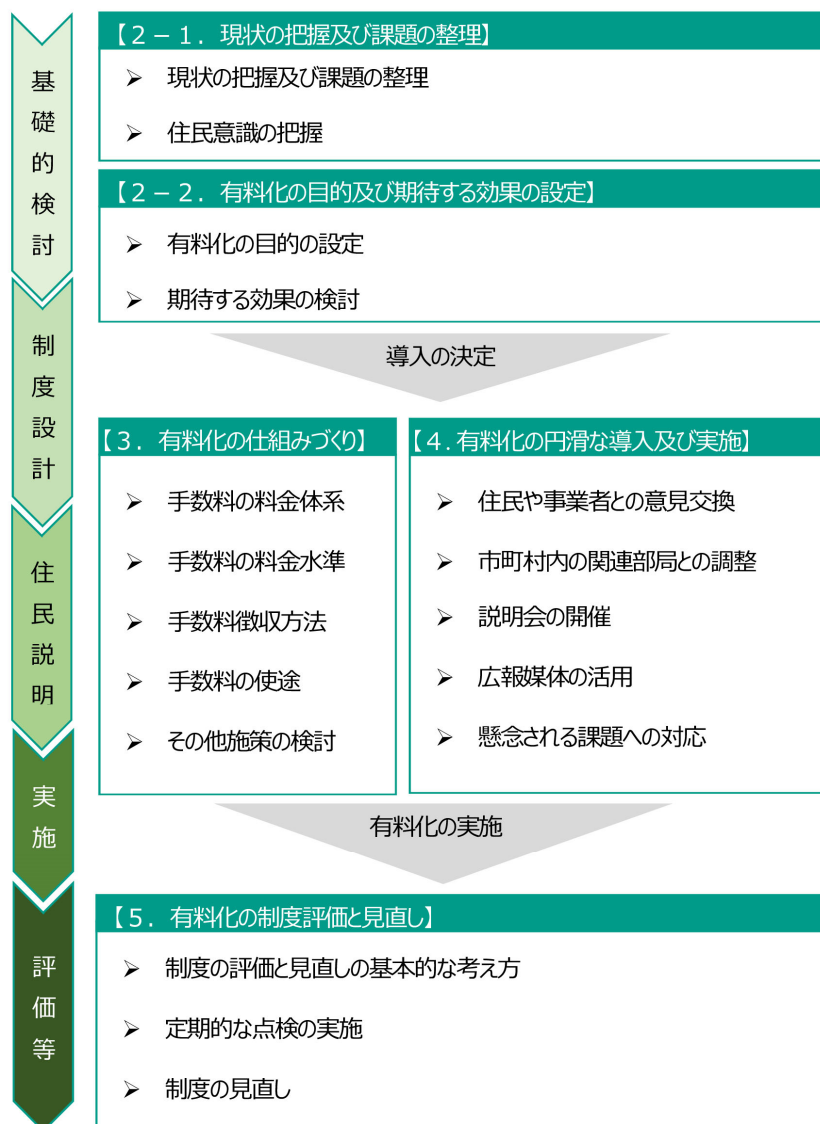 基礎的検討
【2－1．現状の把握及び課題の整理】
➢ 現状の把握及び課題の整理
➢ 住民意識の把握
【2－2．有料化の目的及び期待する効果の設定】
➢ 有料化の目的の設定
➢ 期待する効果の検討
導入の決定
制度設計
住民説明
【3．有料化の仕組みづくり】
➢ 手数料の料金体系
➢ 手数料の料金水準
➢ 手数料徴収方法
➢ 手数料の使途
➢ その他施策の検討
【4．有料化の円滑な導入及び実施】
➢ 住民や事業者との意見交換
➢ 市町村内の関連部局との調整
➢ 説明会の開催
➢ 広報媒体の活用
➢ 懸念される課題への対応
実施
有料化の実施
評価等
【5．有料化の制度評価と見直し】
➢ 制度の評価と見直しの基本的な考え方
➢ 定期的な点検の実施
➢ 制度の見直し